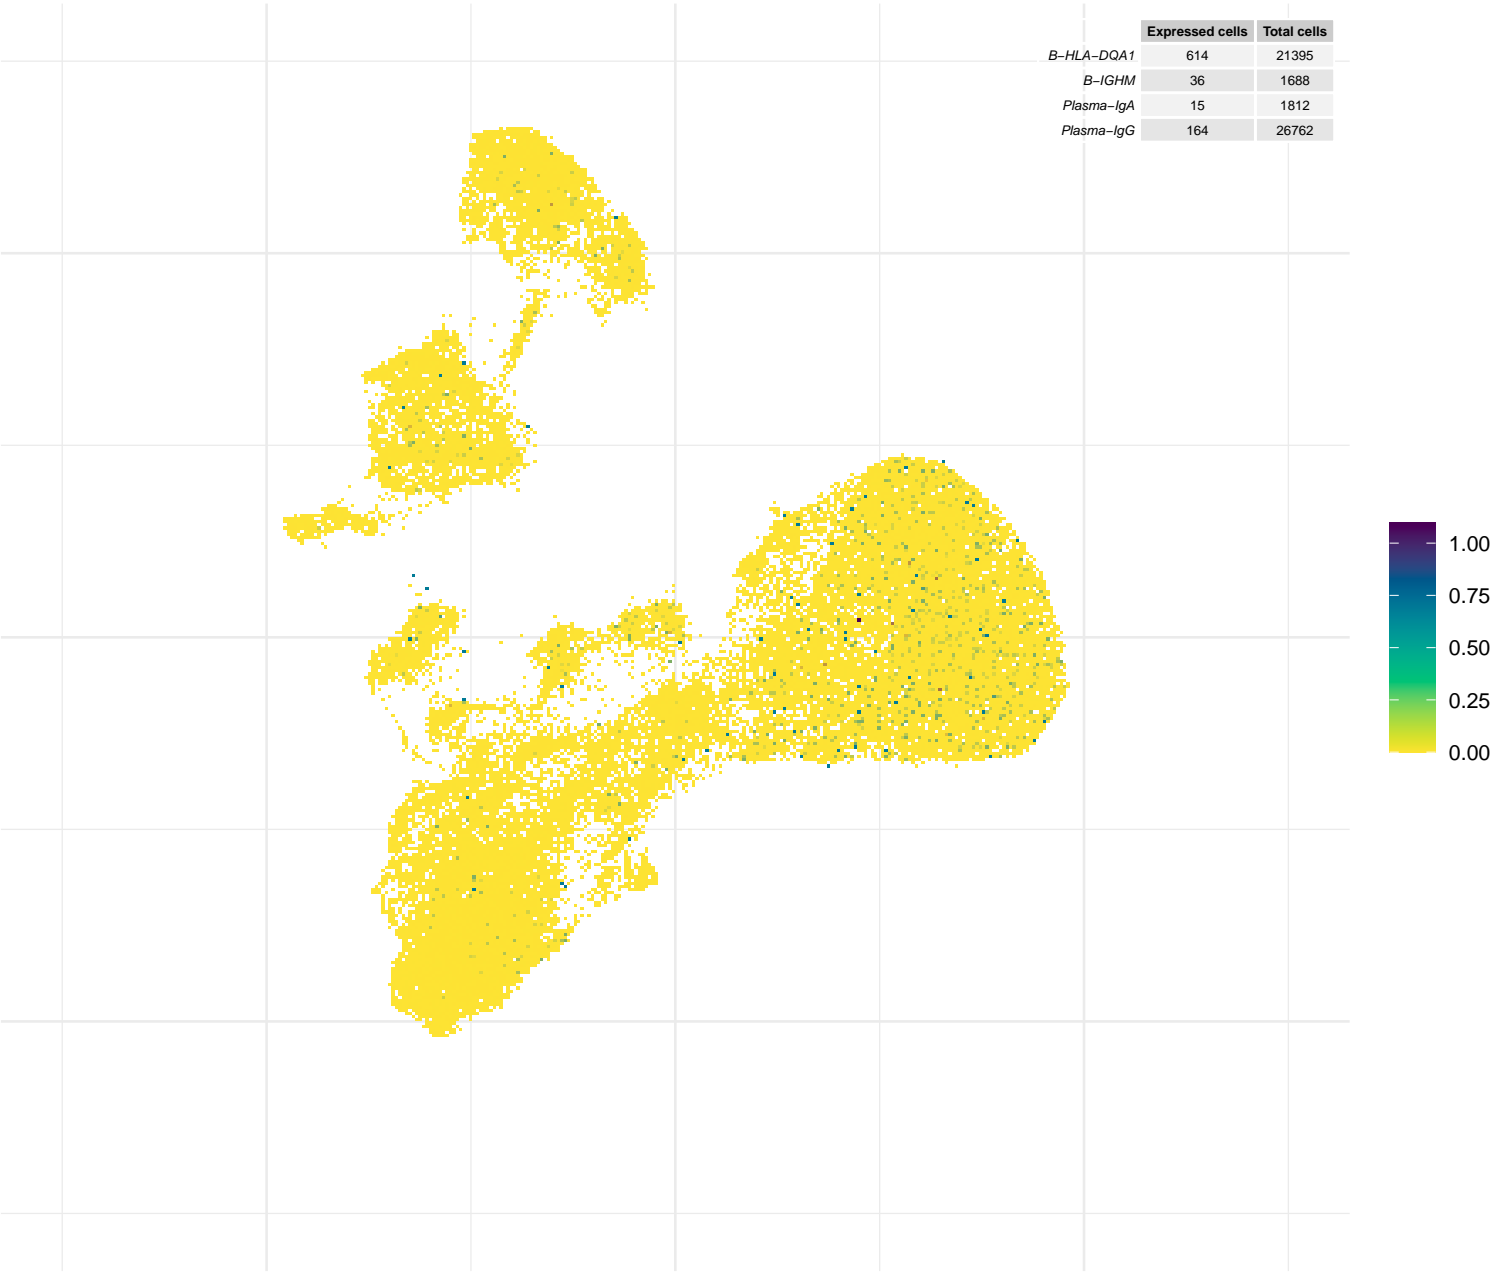 Expressed cells Total cells
B−HLA−DQA1 614 21395
B−IGHM 36 1688
Plasma−IgA 15 1812
Plasma−IgG 164 26762
1.00
0.75
0.50
0.25
0.00